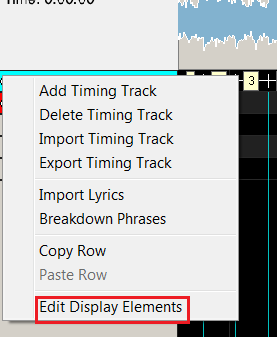 Time: 0:00.00
3
Add Timing Track
Delete Timing Track
Import Timing Track
Export Timing Track
Import Lyrics
Breakdown Phrases
Copy Row
Paste Row
Edit Display Elements